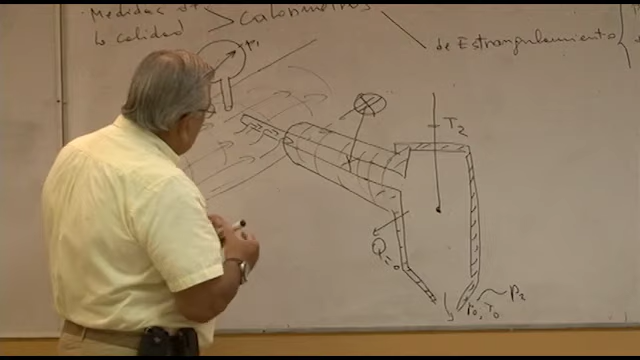 Medidas de
la calidad
Calorímetros
de Estrangulamiento
P₁
T₂
Q=0
P₀, T₀
P₂